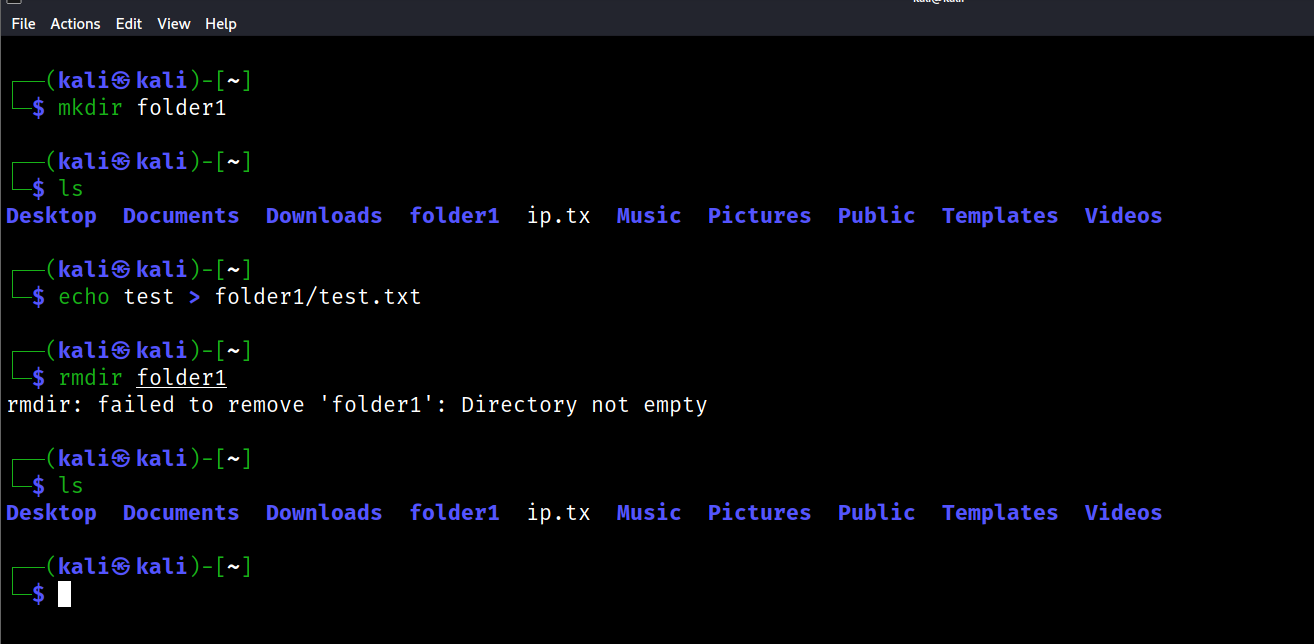 File Actions Edit View Help
┌──(kali㉿kali)-[~]
└─$ mkdir folder1
┌──(kali㉿kali)-[~]
└─$ ls
Desktop Documents Downloads folder1 ip.tx Music Pictures Public Templates Videos
┌──(kali㉿kali)-[~]
└─$ echo test > folder1/test.txt
┌──(kali㉿kali)-[~]
└─$ rmdir folder1
rmdir: failed to remove 'folder1': Directory not empty
┌──(kali㉿kali)-[~]
└─$ ls
Desktop Documents Downloads folder1 ip.tx Music Pictures Public Templates Videos
┌──(kali㉿kali)-[~]
└─$